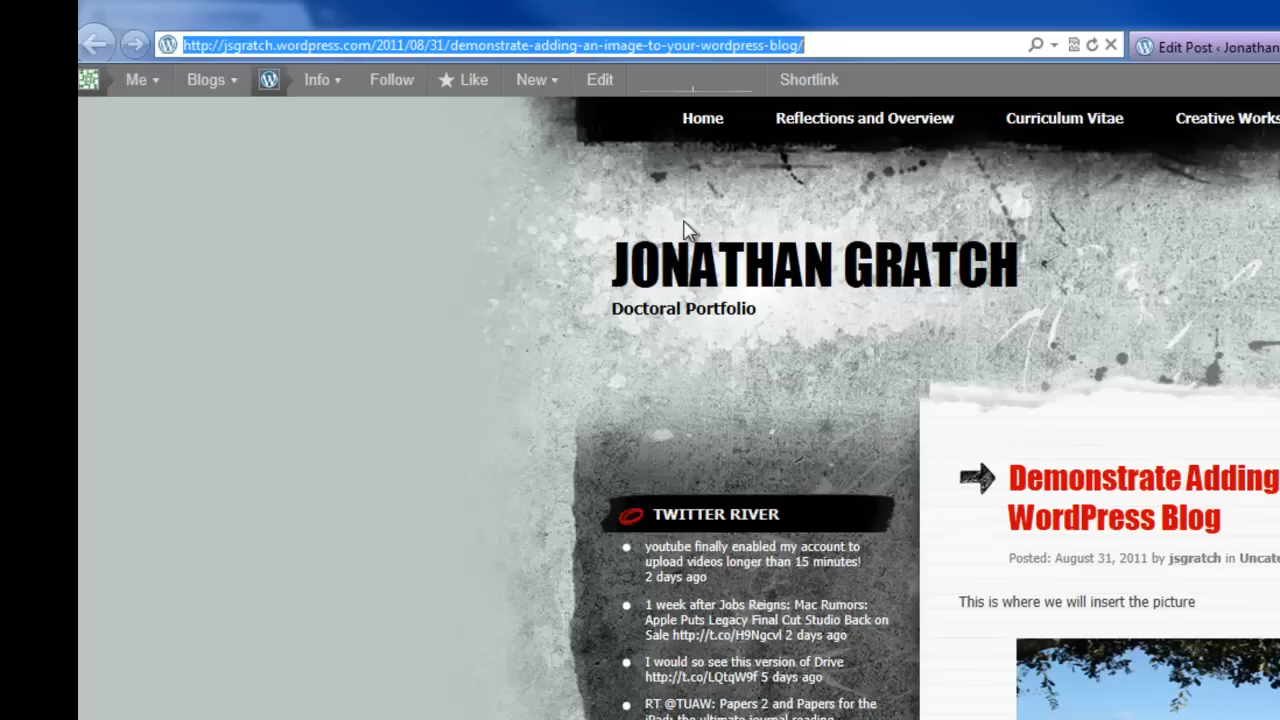 http://jsgratch.wordpress.com/2011/08/31/demonstrate-adding-an-image-to-your-wordpress-blog/
Edit Post ‹ Jonathan
Me Blogs Info Follow Like New Edit Shortlink
Home Reflections and Overview Curriculum Vitae Creative Works
JONATHAN GRATCH
Doctoral Portfolio
TWITTER RIVER
youtube finally enabled my account to
upload videos longer than 15 minutes!
2 days ago
1 week after Jobs Reigns: Mac Rumors:
Apple Puts Legacy Final Cut Studio Back on
Sale http://t.co/H9Ngcvl 2 days ago
I would so see this version of Drive
http://t.co/LQtqW9f 5 days ago
RT @TUAW: Papers 2 and Papers for the
iPad: the ultimate journal reading
Demonstrate Adding
WordPress Blog
Posted: August 31, 2011 by jsgratch in Uncate
This is where we will insert the picture